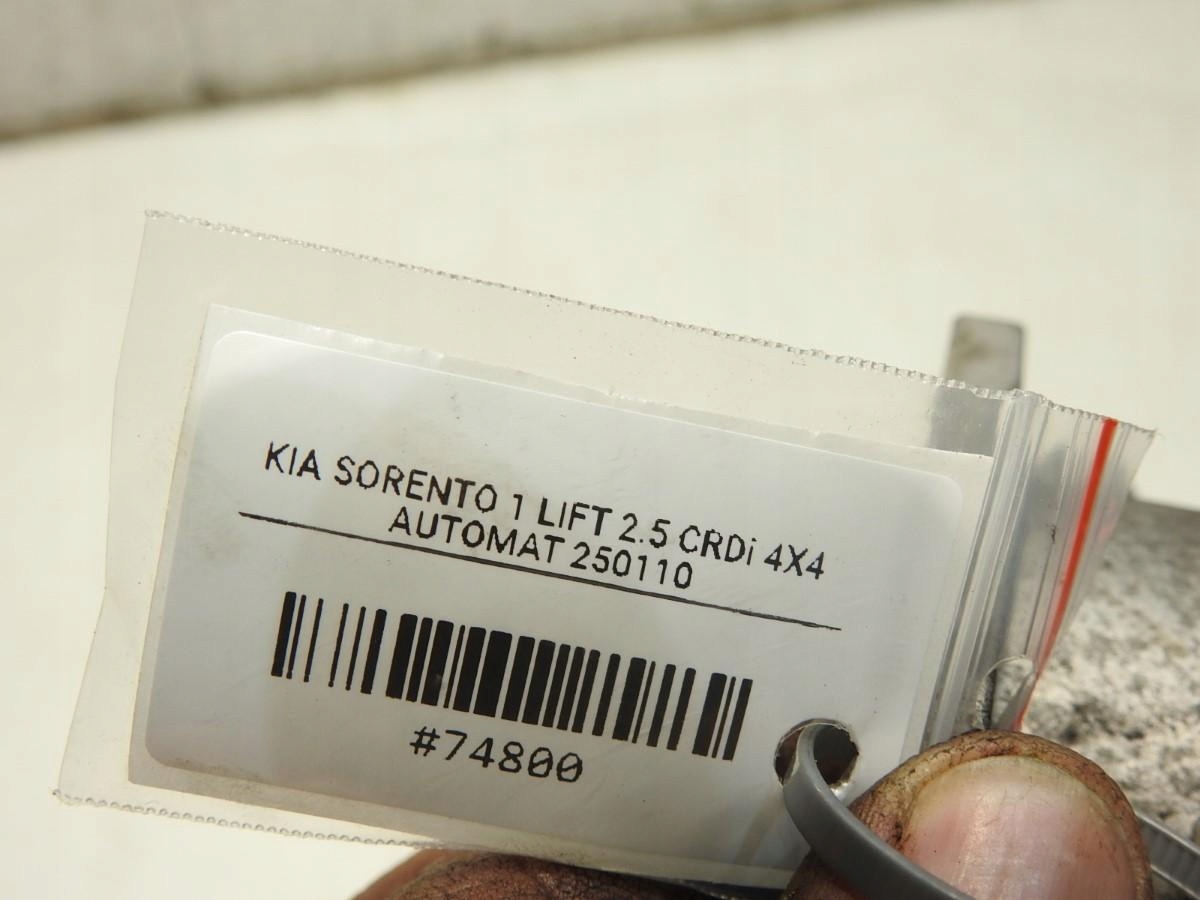 KIA SORENTO 1 LIFT 2.5 CRDi 4X4
AUTOMAT 250110
#74800